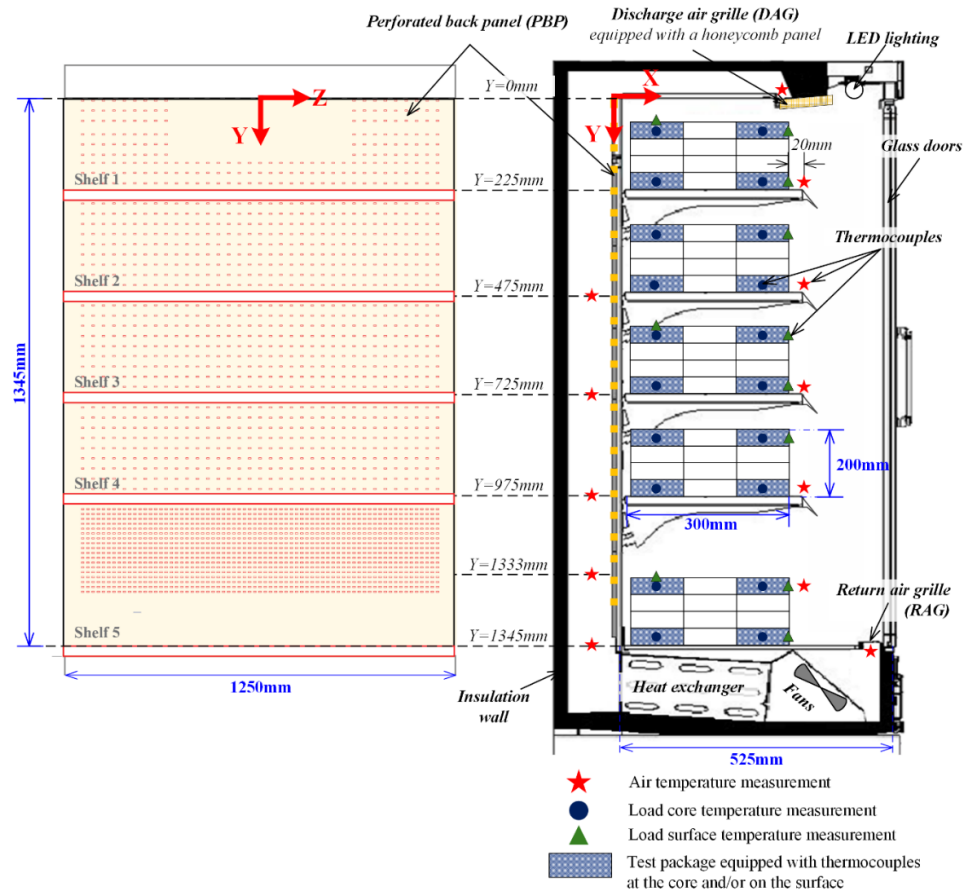 Perforated back panel (PBP)
Discharge air grille (DAG)
equipped with a honeycomb panel
LED lighting
Y=0mm
Z
Y
X
Y
20mm
Glass doors
Shelf 1
Y=225mm
Thermocouples
Shelf 2
Y=475mm
1345mm
Shelf 3
Y=725mm
200mm
Shelf 4
Y=975mm
300mm
Y=1333mm
Return air grille
(RAG)
Shelf 5
Y=1345mm
1250mm
Insulation
wall
Heat exchanger
Fans
525mm
Air temperature measurement
Load core temperature measurement
Load surface temperature measurement
Test package equipped with thermocouples
at the core and/or on the surface